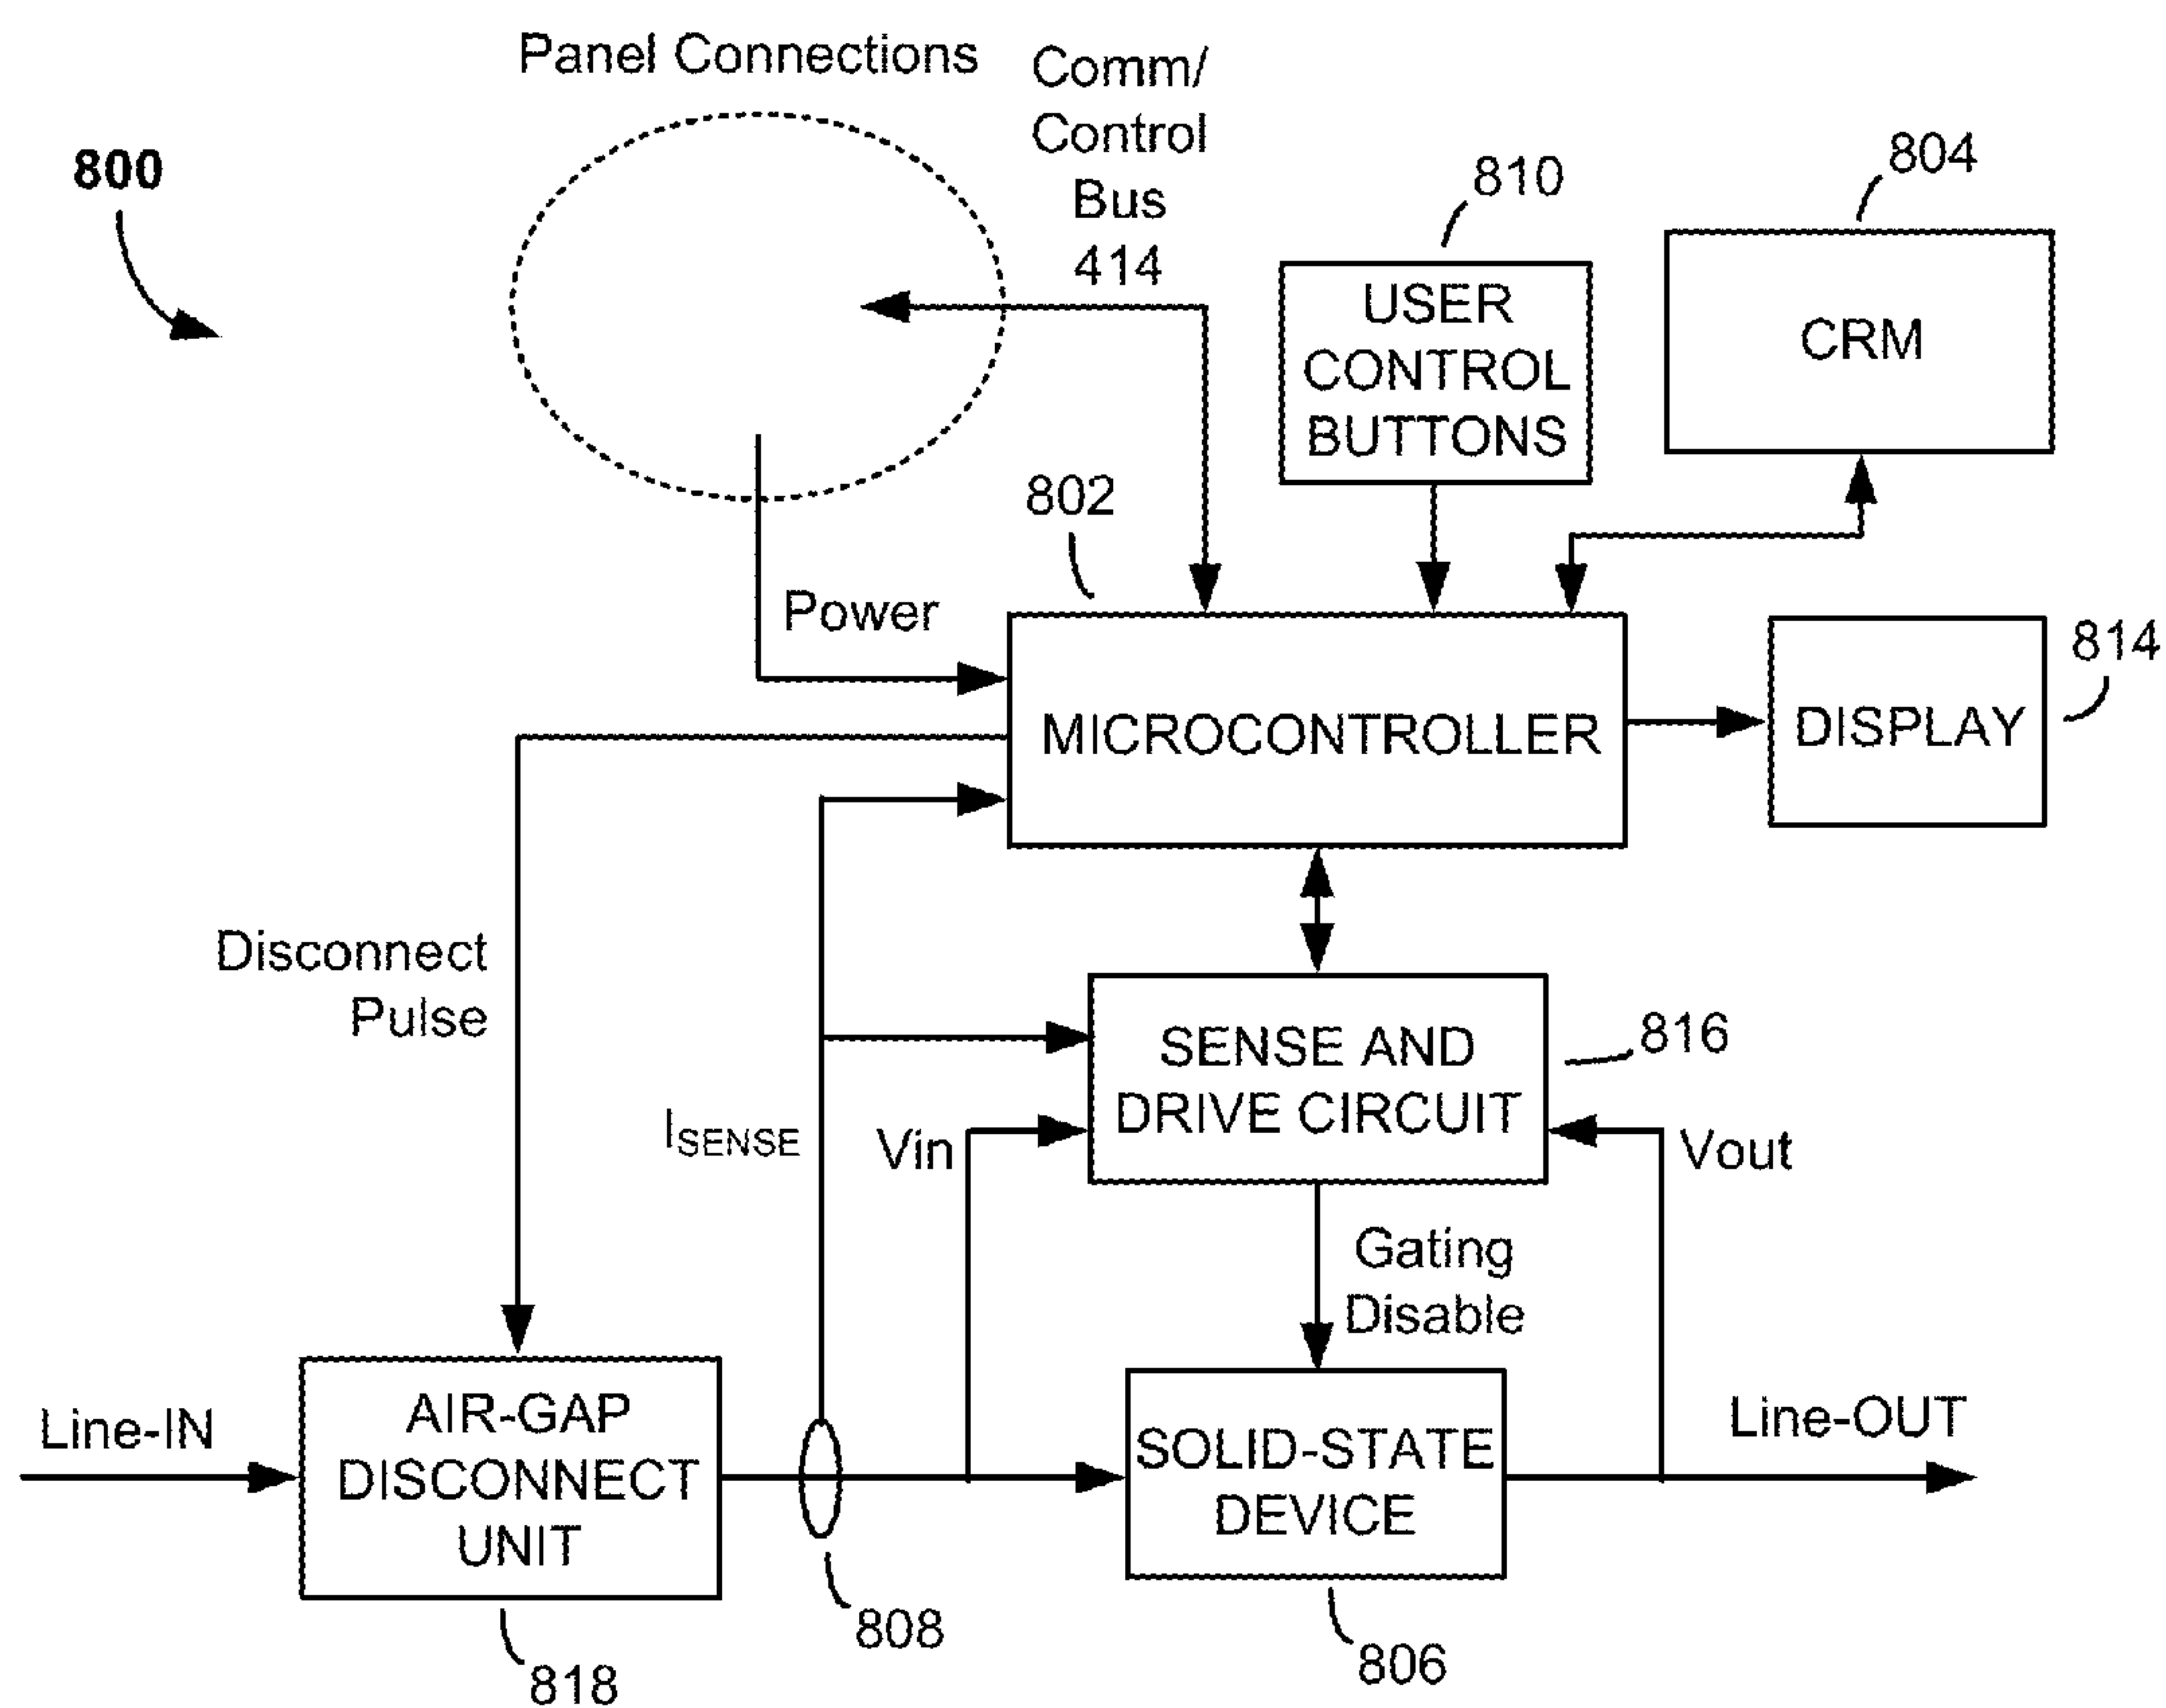 Panel Connections
Comm/
Control
Bus
414
800
810
804
USER
CONTROL
BUTTONS
CRM
802
Power
MICROCONTROLLER
DISPLAY
814
Disconnect
Pulse
SENSE AND
DRIVE CIRCUIT
816
ISENSE
Vin
Vout
Gating
Disable
Line-IN
AIR-GAP
DISCONNECT
UNIT
SOLID-STATE
DEVICE
Line-OUT
808
806
818